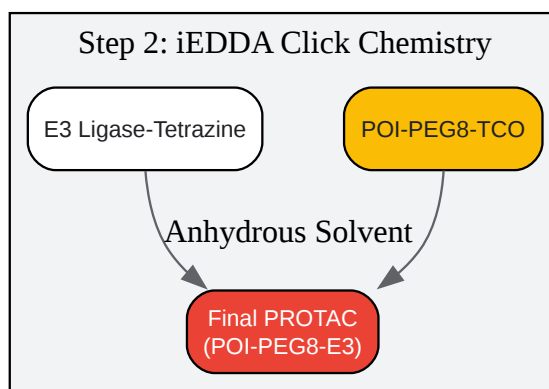 Step 2: iEDDA Click Chemistry
E3 Ligase-Tetrazine
POI-PEG8-TCO
Anhydrous Solvent
Final PROTAC
(POI-PEG8-E3)